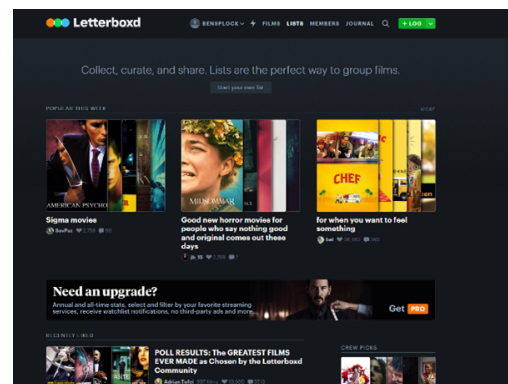 Letterboxd
BENSPLOCK FILMS LISTS MEMBERS JOURNAL + LOG
Collect, curate, and share. Lists are the perfect way to group films.
Start your own list
POPULAR THIS WEEK
AMERICAN PSYCHO
MIDSOMMAR
CHEF
Sigma movies
Good new horror movies for
people who say nothing good
and original comes out these
days
for when you want to feel
something
Need an upgrade?
Annual and all-time stats, select and filter by your favorite streaming
services, receive watchlist notifications, no third-party ads and more
Get PRO
RECENTLY LIKED
CREW PICKS
POLL RESULTS: The GREATEST FILMS
EVER MADE as Chosen by the Letterboxd
Community
Adrian Tofei